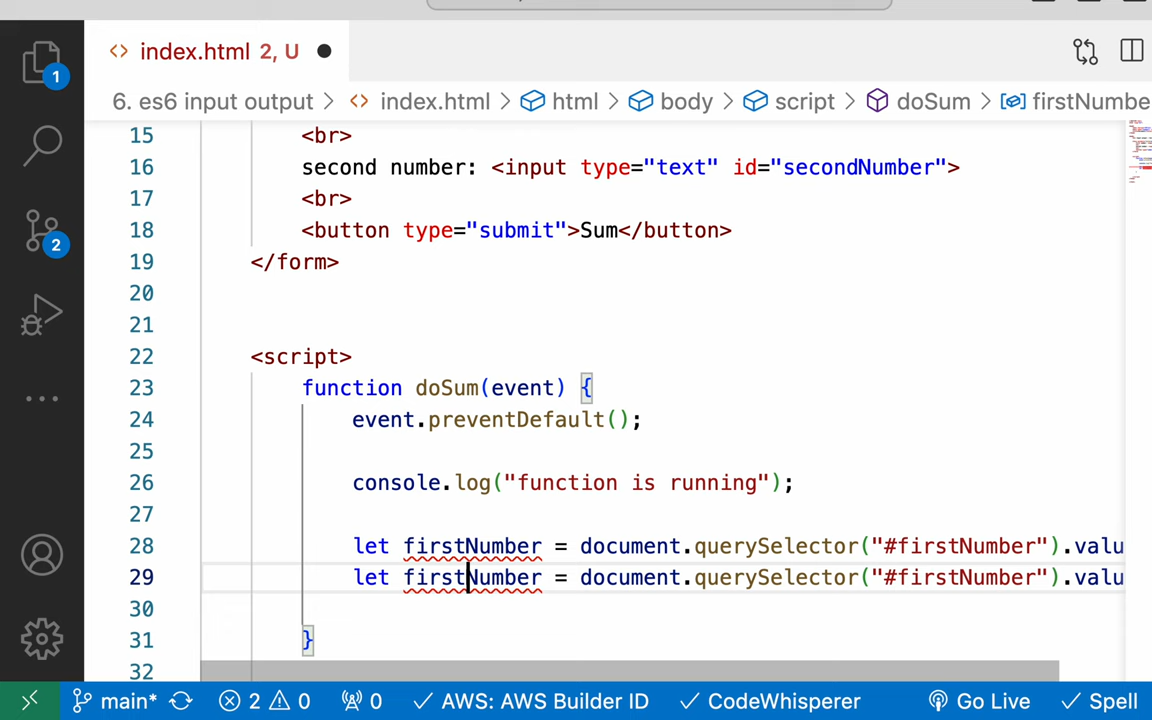 1
2
index.html 2, U
6. es6 input output > index.html > html > body > script > doSum > firstNumbe
15 <br>
16 second number: <input type="text" id="secondNumber">
17 <br>
18 <button type="submit">Sum</button>
19 </form>
20
21
22 <script>
23 function doSum(event) {
24 event.preventDefault();
25
26 console.log("function is running");
27
28 let firstNumber = document.querySelector("#firstNumber").valu
29 let firstNumber = document.querySelector("#firstNumber").valu
30
31 }
32
main* 2 0 0 AWS: AWS Builder ID CodeWhisperer Go Live Spell